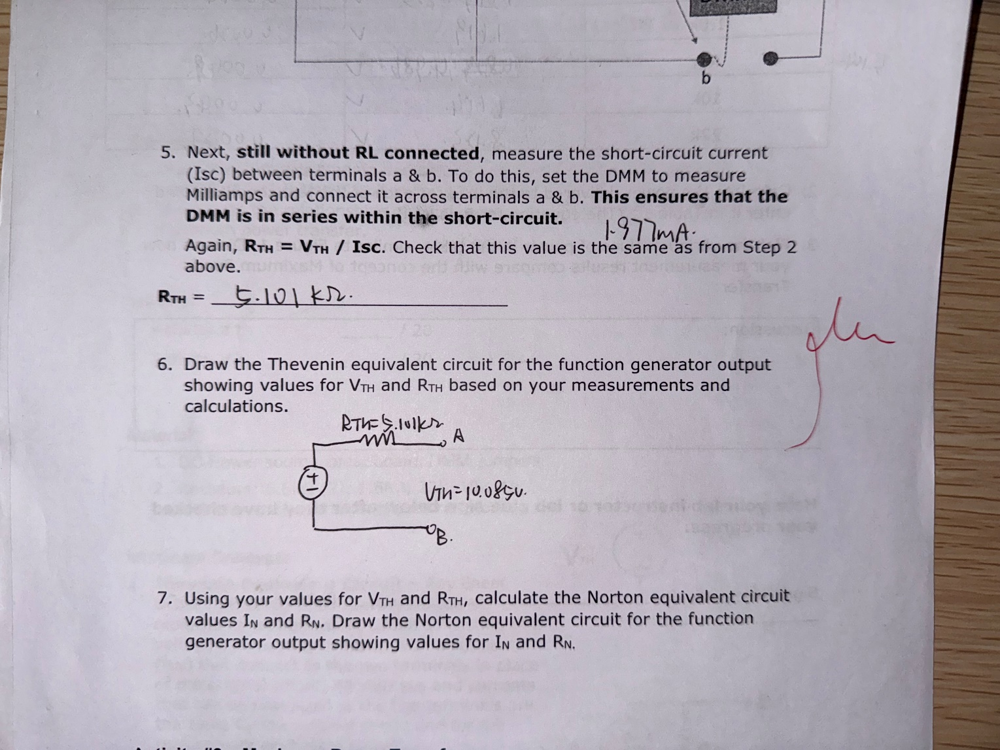 b
5. Next, still without RL connected, measure the short-circuit current
(Isc) between terminals a & b. To do this, set the DMM to measure
Milliamps and connect it across terminals a & b. This ensures that the
DMM is in series within the short-circuit.
1.977mA.
Again, RTH = VTH / Isc. Check that this value is the same as from Step 2
above.
RTH = 5.101 kΩ.
6. Draw the Thevenin equivalent circuit for the function generator output
showing values for VTH and RTH based on your measurements and
calculations.
RTH=5.101kΩ
A
+
-
VTH=10.085V.
B.
7. Using your values for VTH and RTH, calculate the Norton equivalent circuit
values IN and RN. Draw the Norton equivalent circuit for the function
generator output showing values for IN and RN.